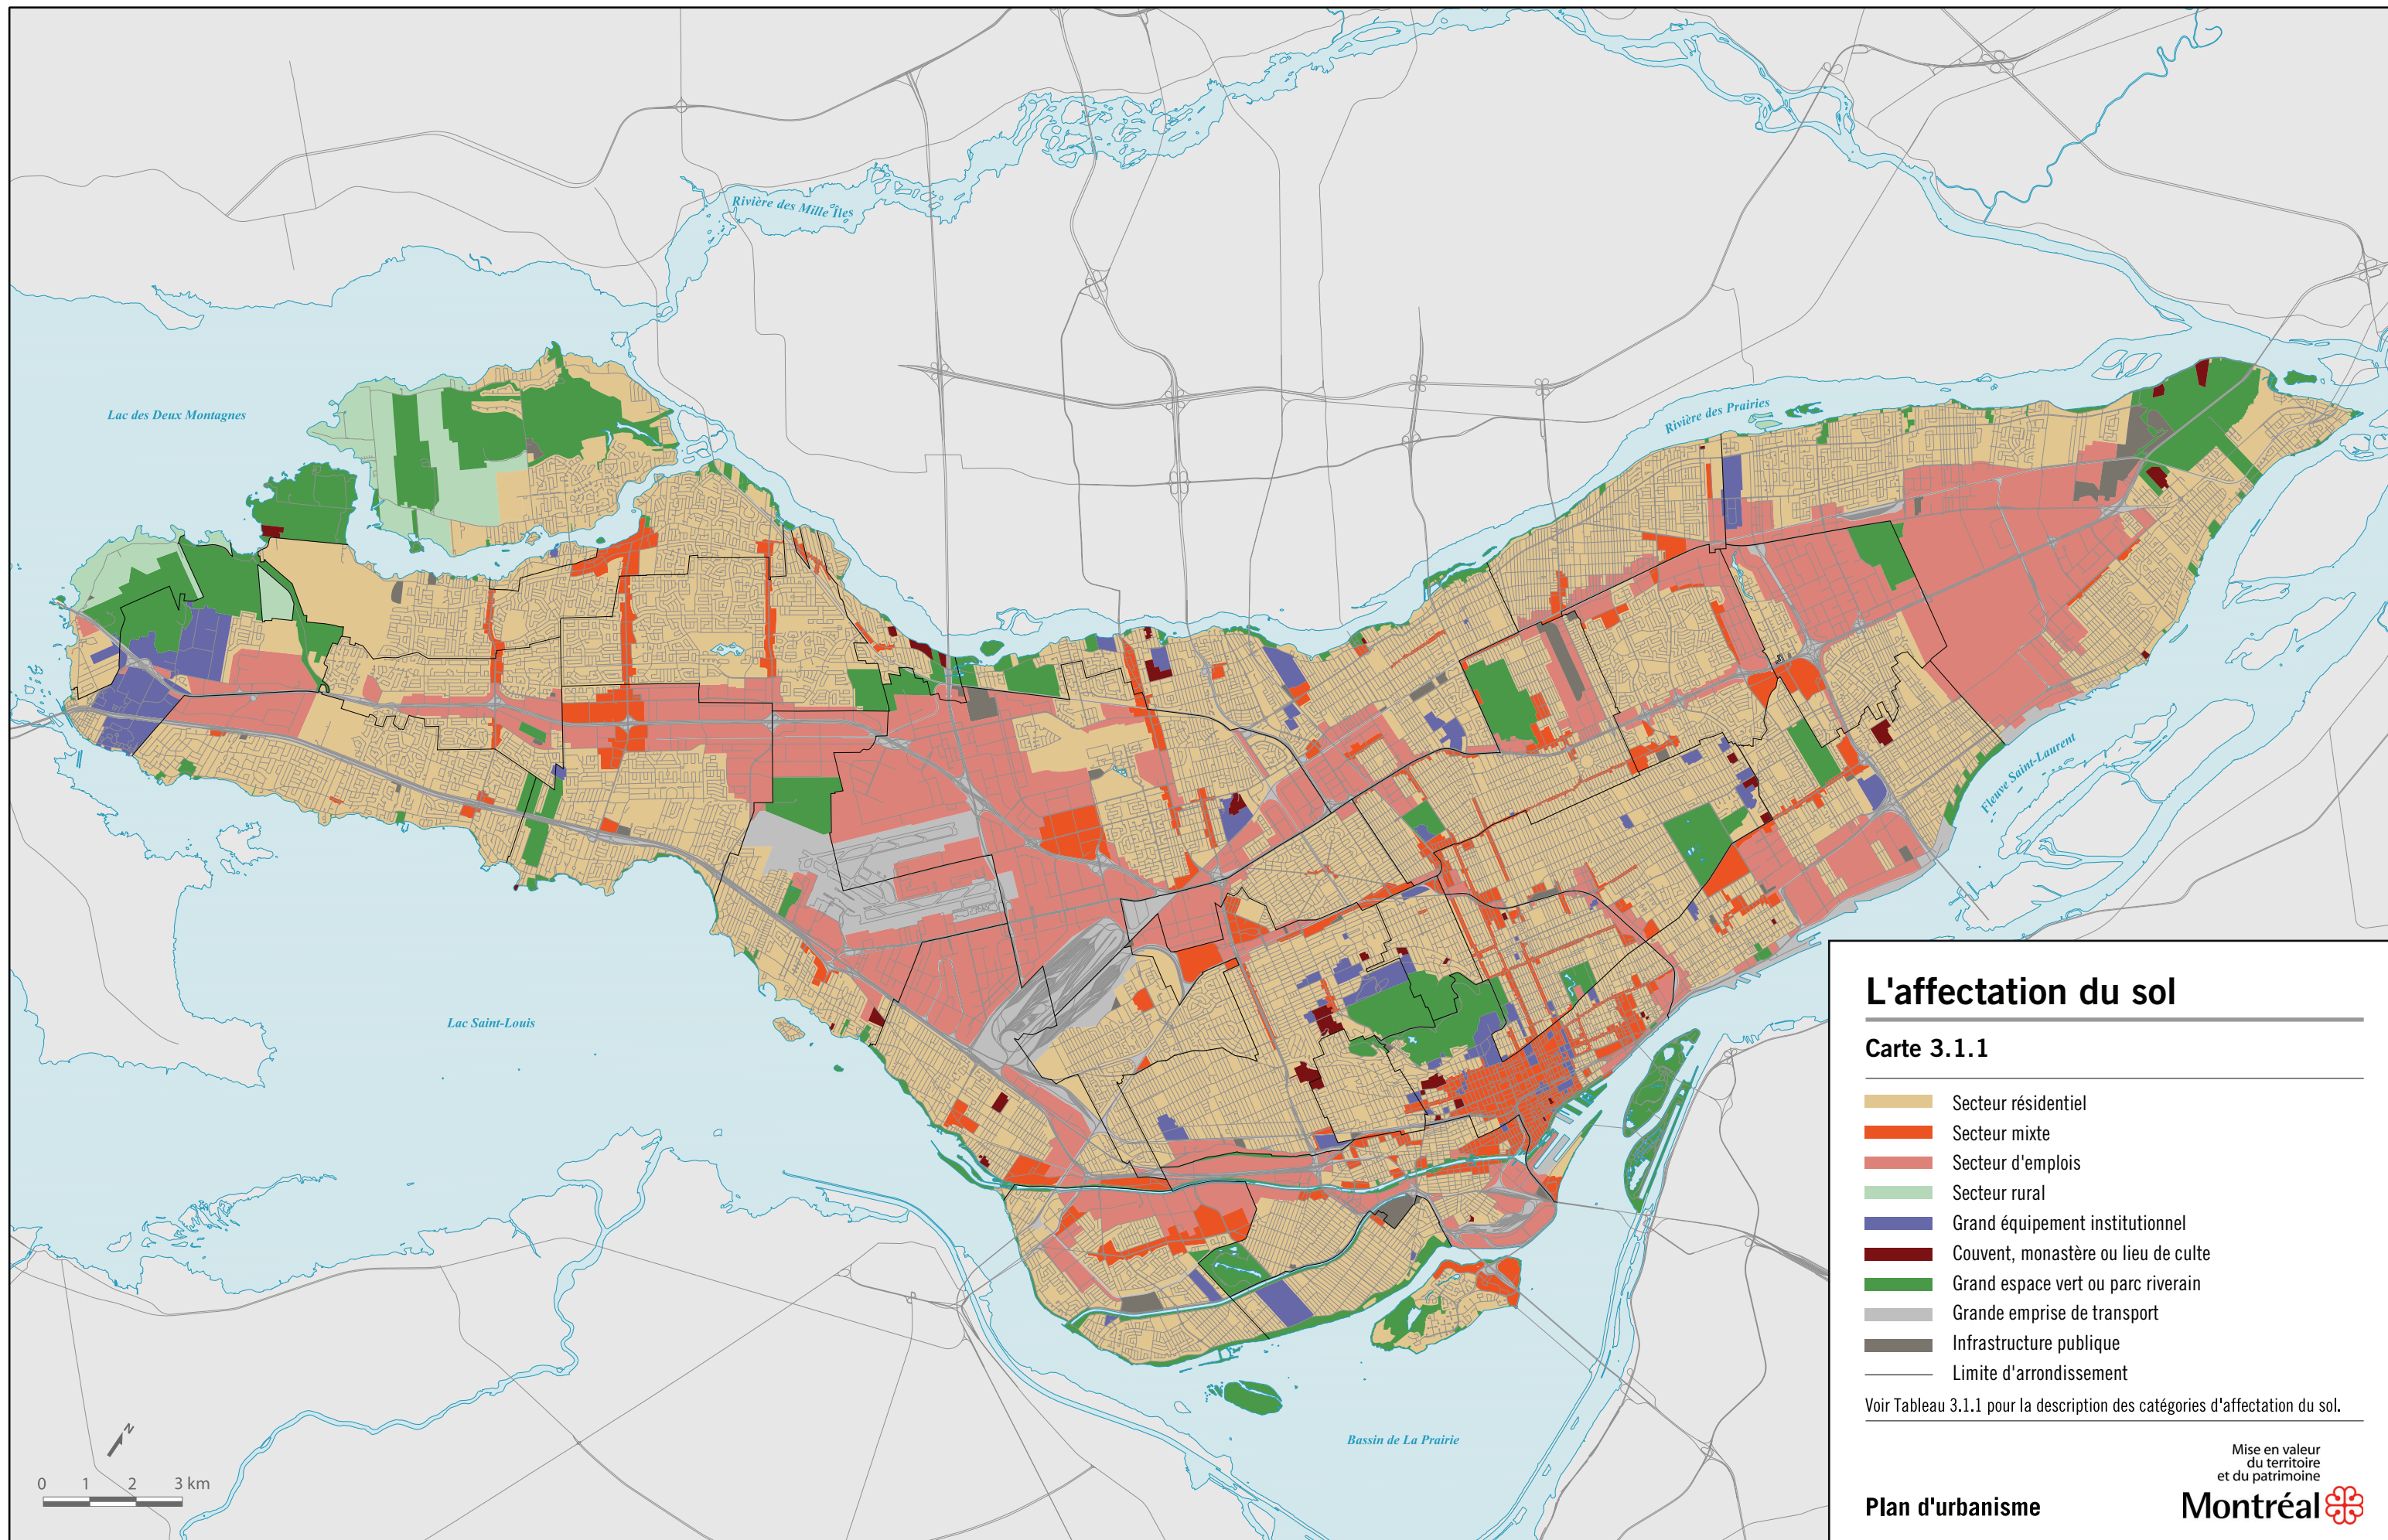 Rivière des Mille Îles
Lac des Deux Montagnes
Rivière des Prairies
Fleuve Saint-Laurent
Lac Saint-Louis
Bassin de La Prairie
N
0 1 2 3 km
L'affectation du sol
Carte 3.1.1
Secteur résidentiel
Secteur mixte
Secteur d'emplois
Secteur rural
Grand équipement institutionnel
Couvent, monastère ou lieu de culte
Grand espace vert ou parc riverain
Grande emprise de transport
Infrastructure publique
Limite d'arrondissement
Voir Tableau 3.1.1 pour la description des catégories d'affectation du sol.
Mise en valeur
du territoire
et du patrimoine
Plan d'urbanisme
Montréal